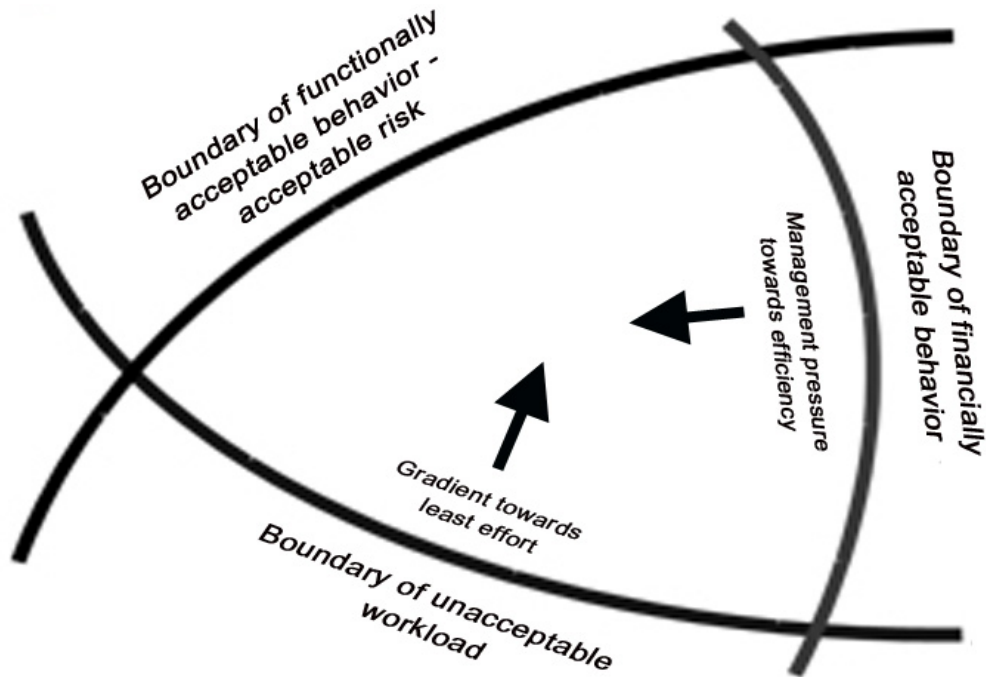 Boundary of functionally
acceptable behavior -
acceptable risk
Boundary of financially
acceptable behavior
Management pressure
towards efficiency
Gradient towards
least effort
Boundary of unacceptable
workload